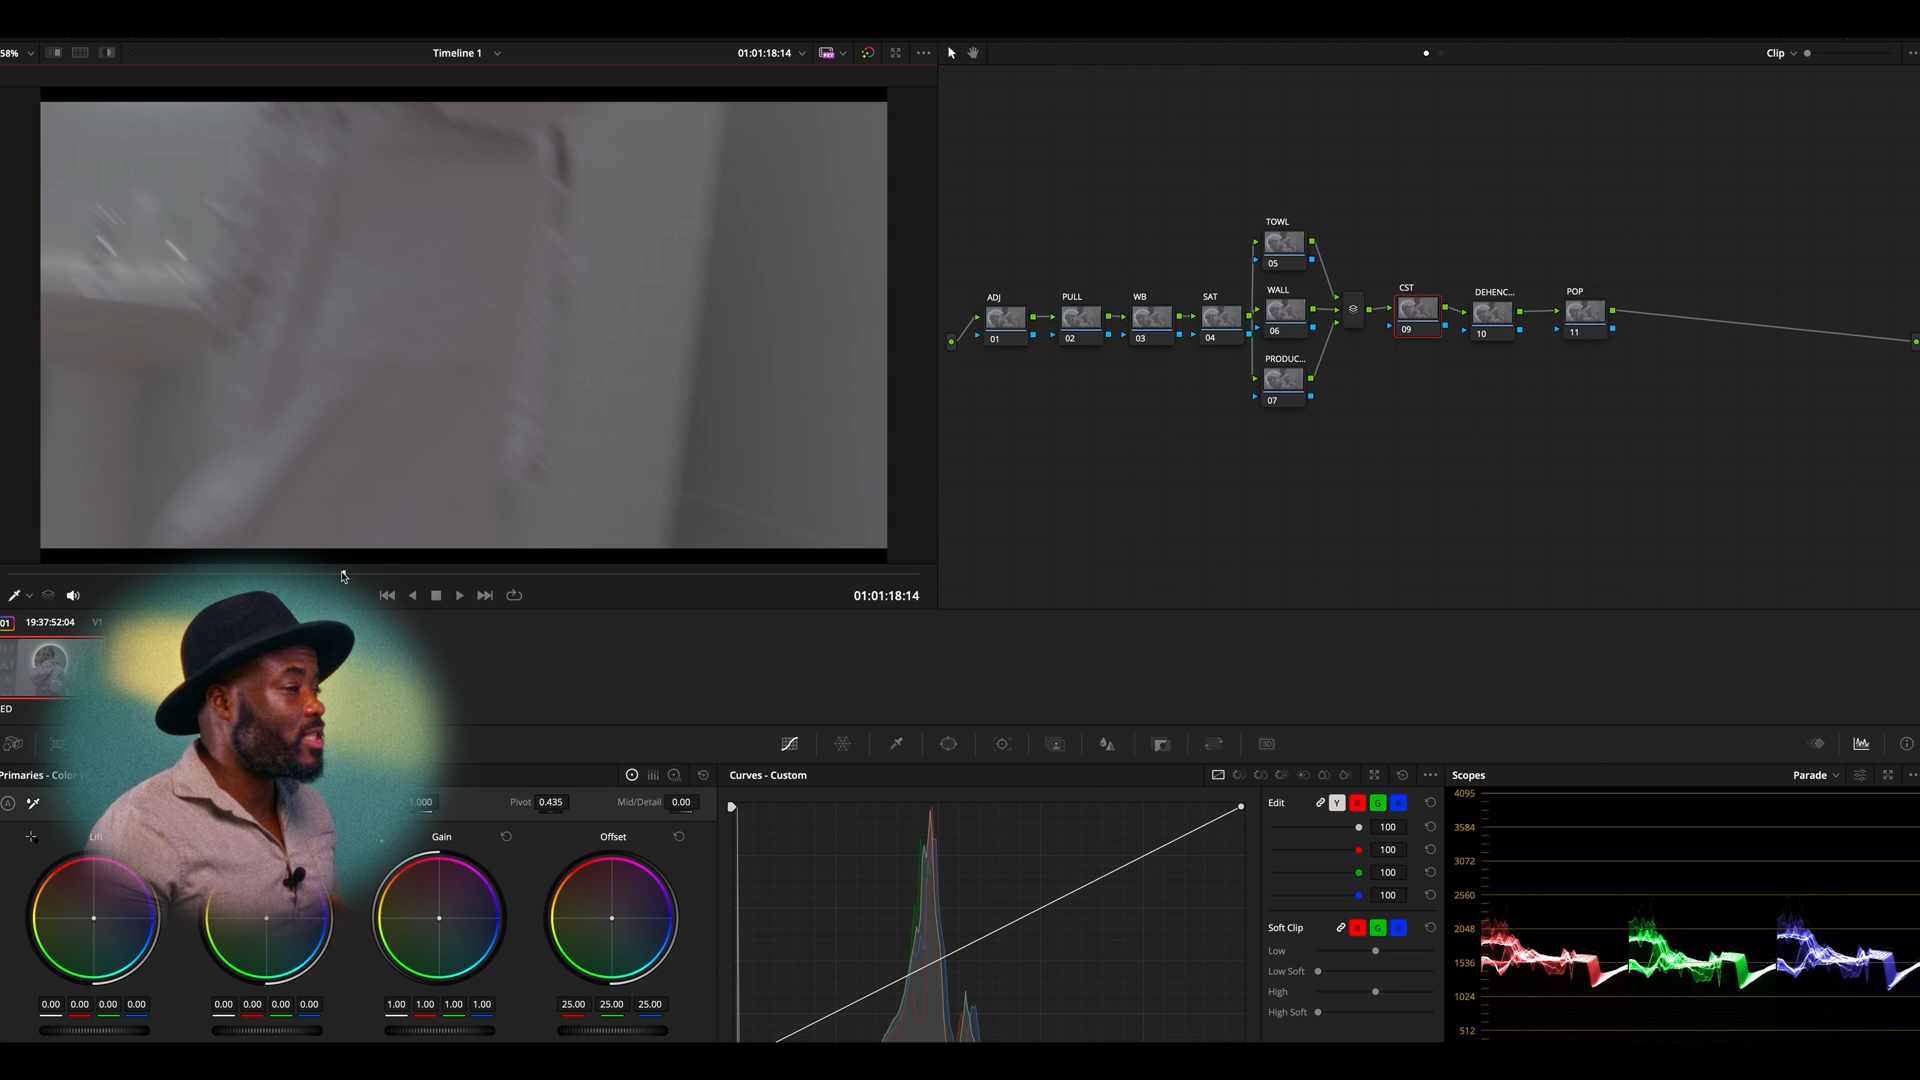 58%
Timeline 1
01:01:18:14
Clip
TOWL
05
ADJ
PULL
WB
SAT
WALL
CST
DEHENC...
POP
01
02
03
04
06
09
10
11
PRODUC...
07
01:01:18:14
01
19:37:52:04
V1
ED
Primaries - Color
Curves - Custom
Scopes
Parade
1.000
Pivot
0.435
Mid/Detail
0.00
Lift
Gain
Offset
0.00 0.00 0.00 0.00
0.00 0.00 0.00 0.00
1.00 1.00 1.00 1.00
25.00 25.00 25.00
Edit
Y R G B
100
100
100
100
Soft Clip
R G B
Low
Low Soft
High
High Soft
4095
3584
3072
2560
2048
1536
1024
512
3D
A